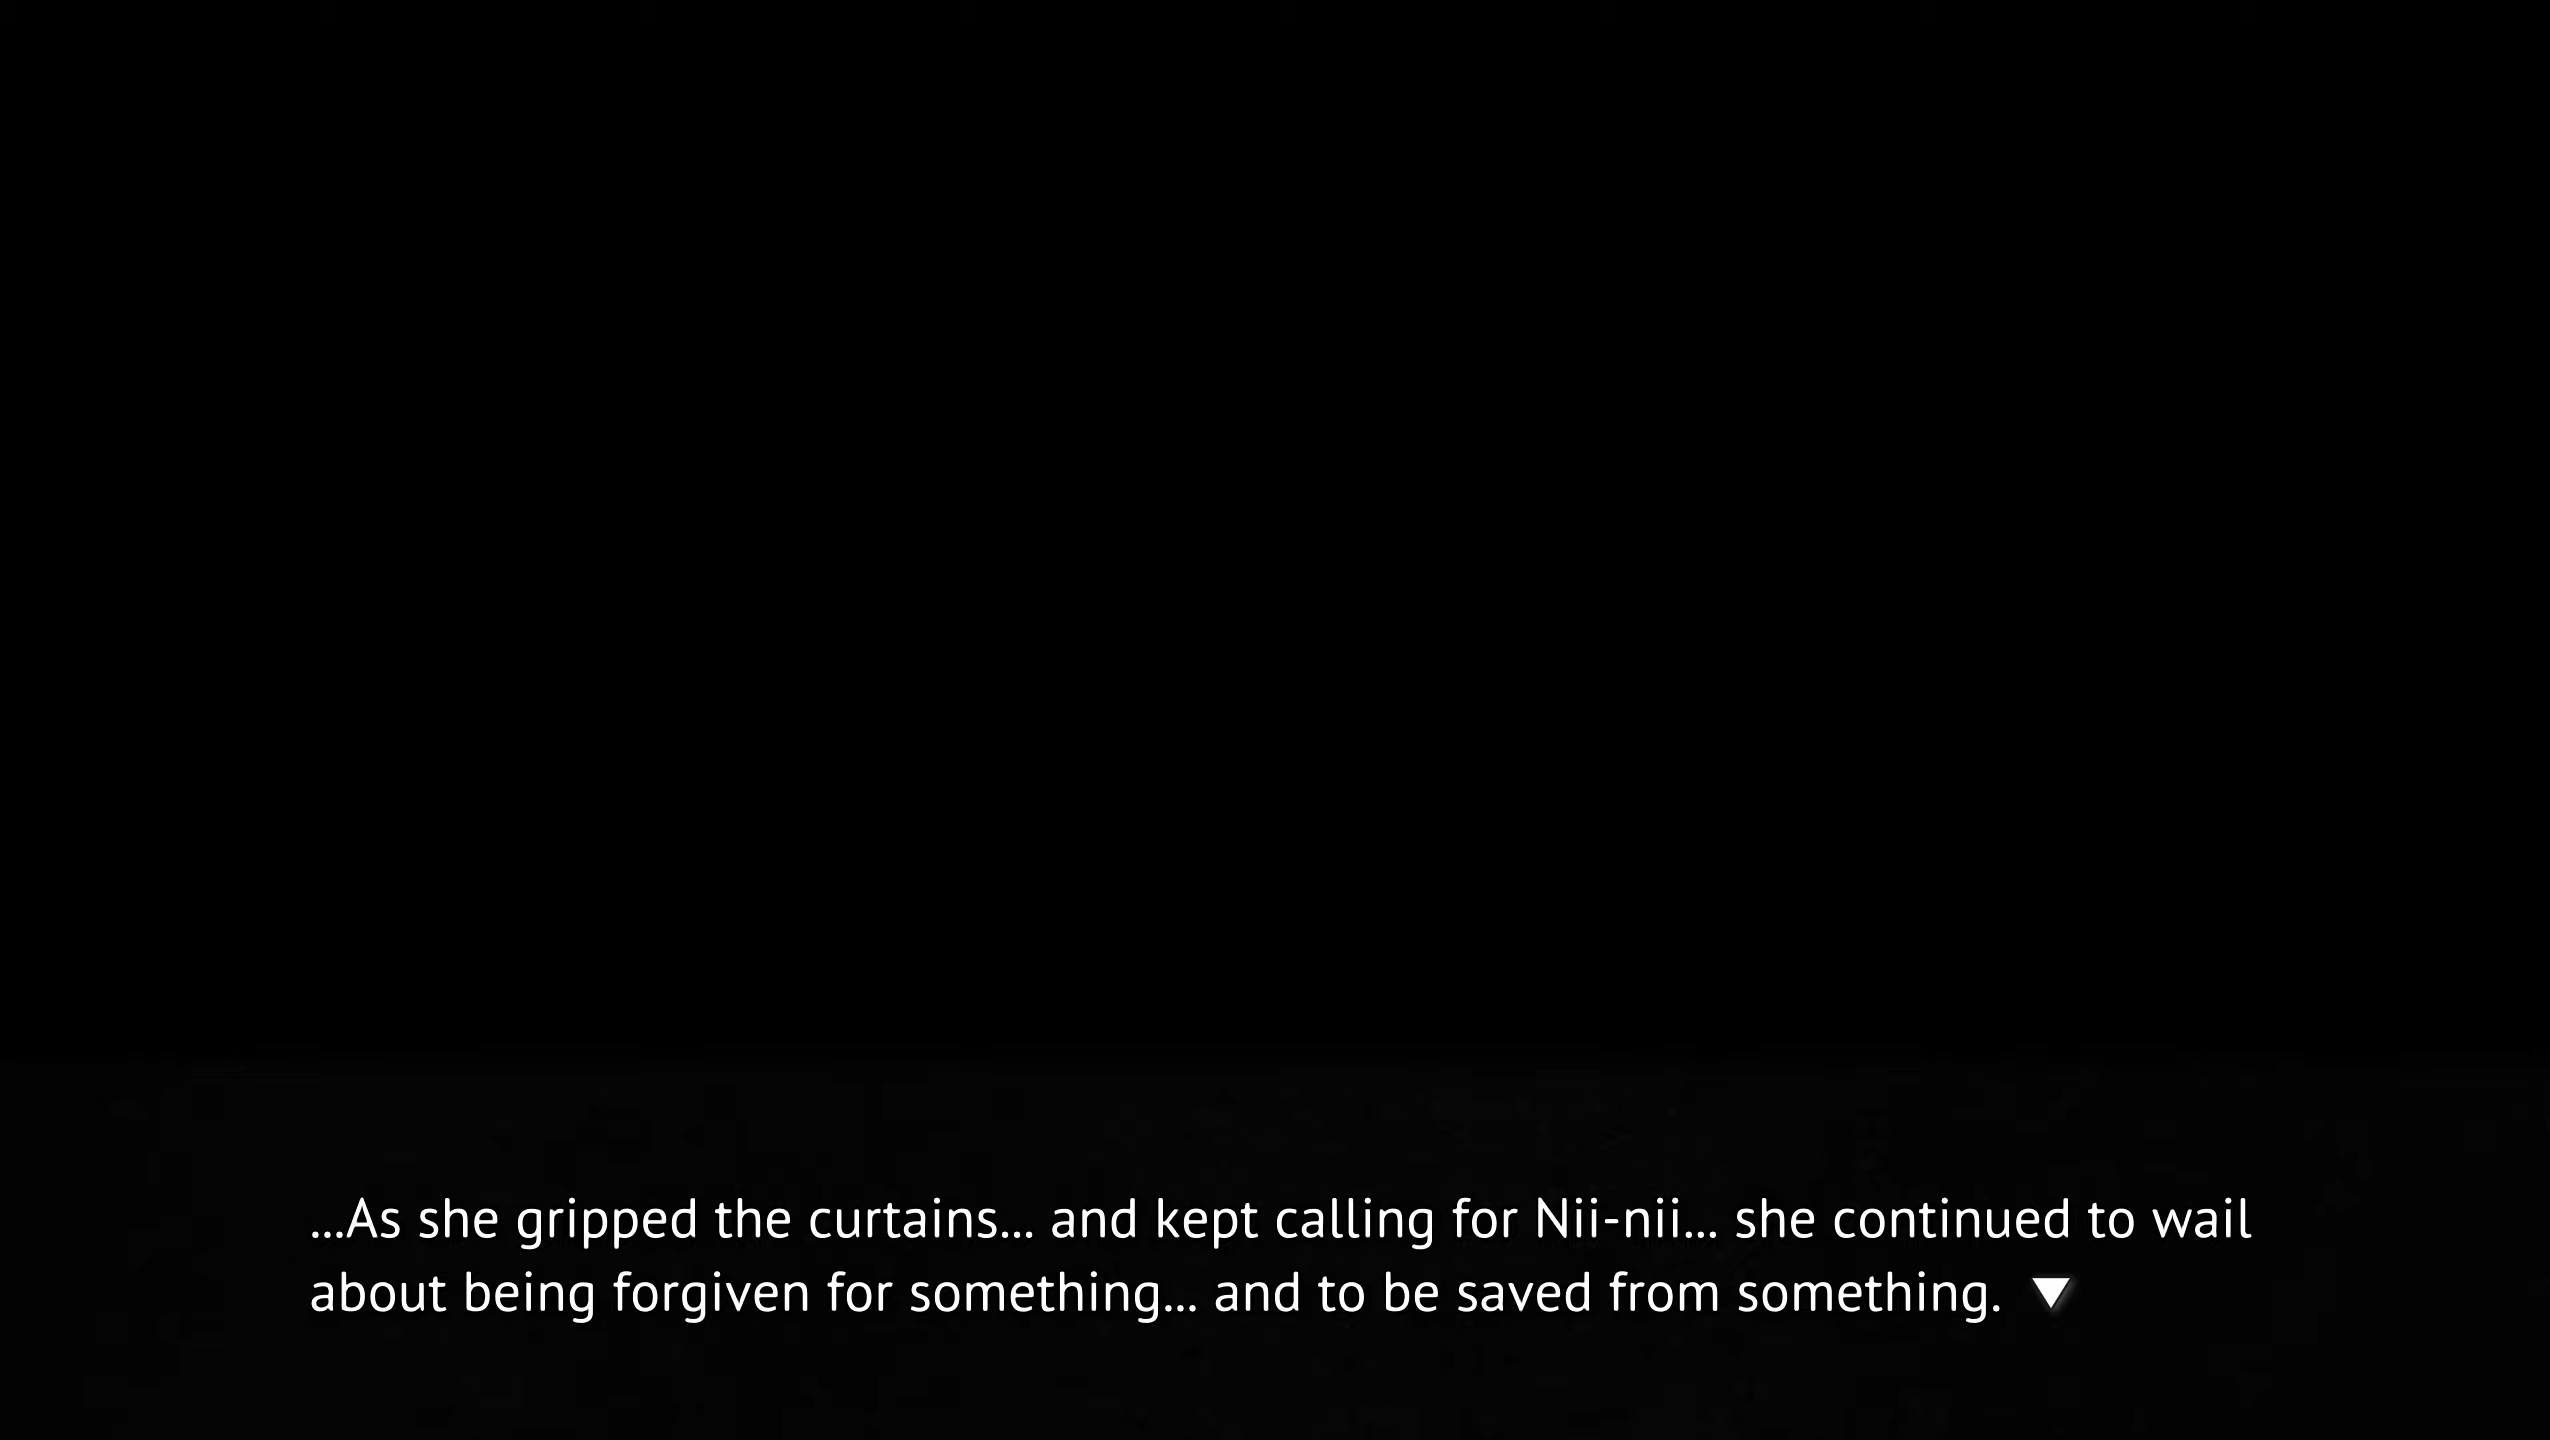 ...As she gripped the curtains... and kept calling for Nii-nii... she continued to wail
about being forgiven for something... and to be saved from something.